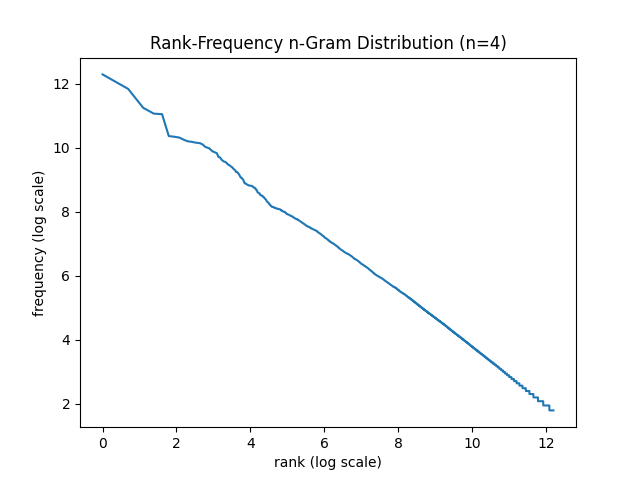 Rank-Frequency n-Gram Distribution (n=4)
12
10
8
6
4
2
frequency (log scale)
0 2 4 6 8 10 12
rank (log scale)